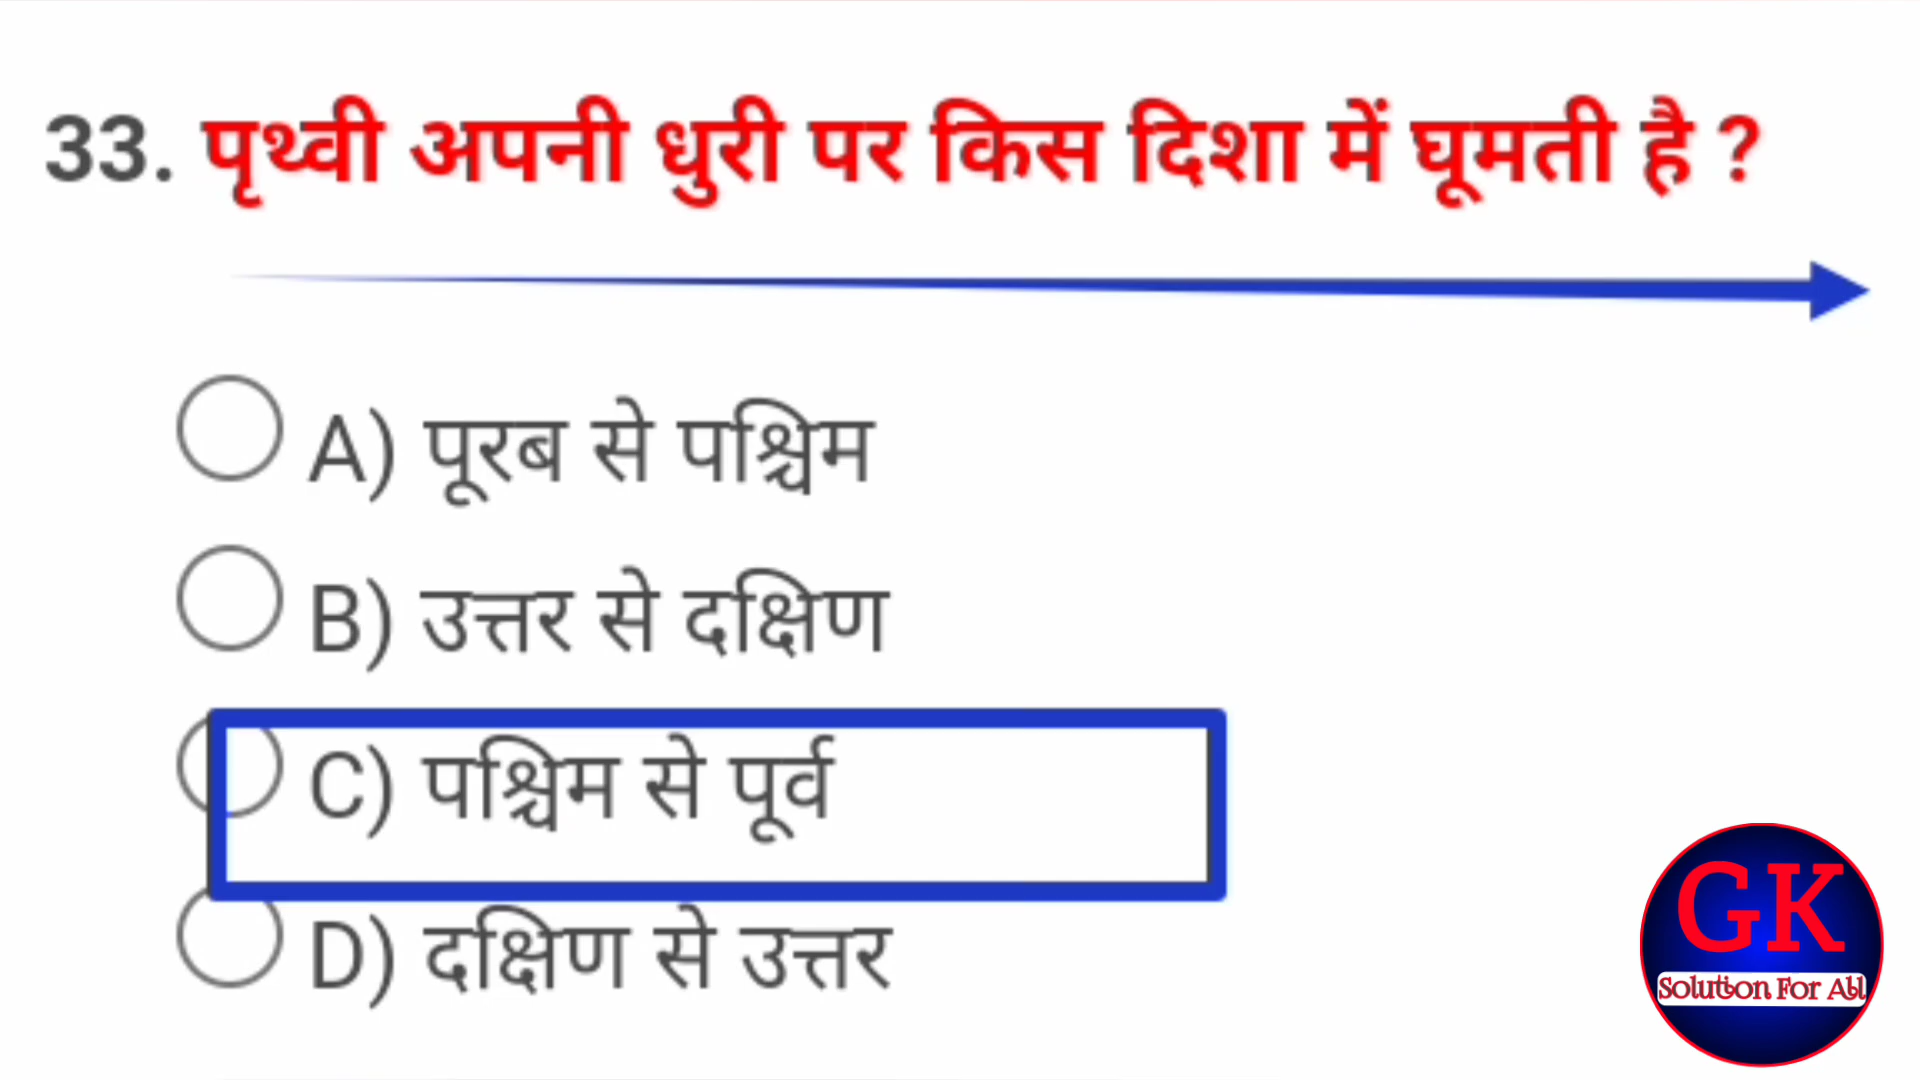 33. पृथ्वी अपनी धुरी पर किस दिशा में घूमती है ?
A) पूरब से पश्चिम
B) उत्तर से दक्षिण
C) पश्चिम से पूर्व
D) दक्षिण से उत्तर
GK
Solution For All